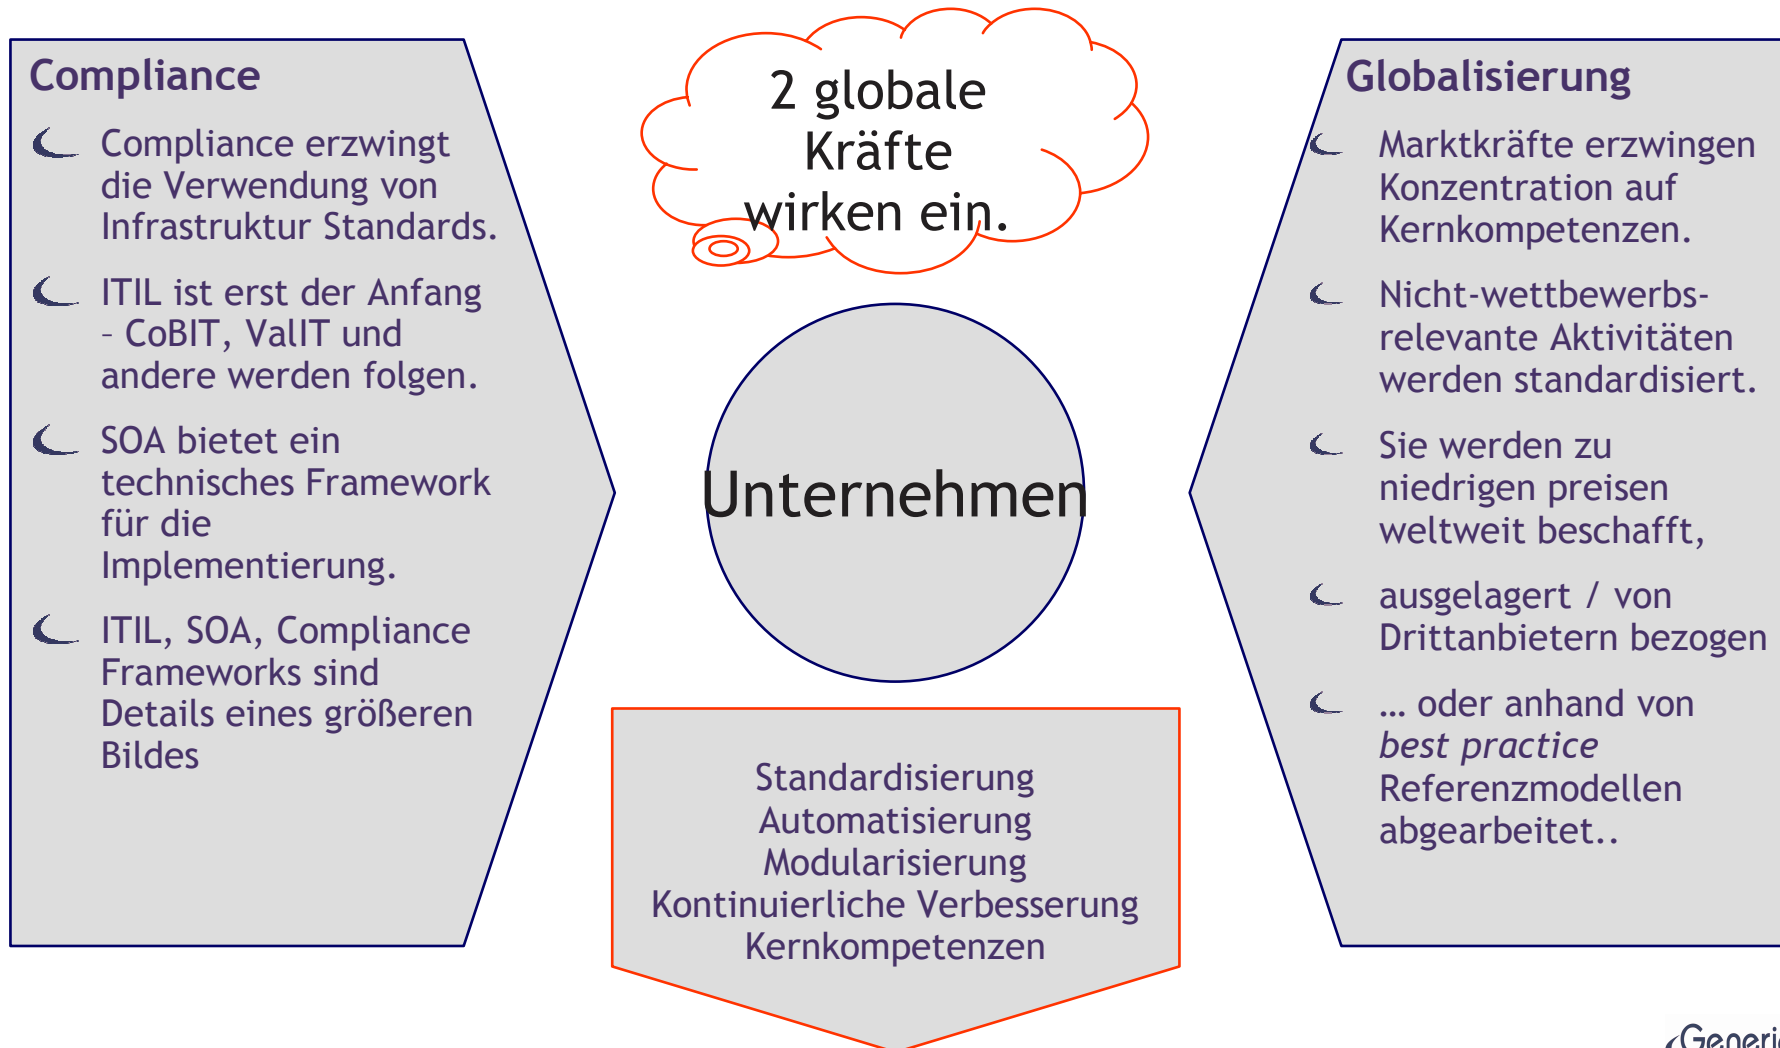 Compliance
Compliance erzwingt
die Verwendung von
Infrastruktur Standards.
ITIL ist erst der Anfang
– CoBIT, ValIT und
andere werden folgen.
SOA bietet ein
technisches Framework
für die
Implementierung.
ITIL, SOA, Compliance
Frameworks sind
Details eines größeren
Bildes
2 globale
Kräfte
wirken ein.
Unternehmen
Standardisierung
Automatisierung
Modularisierung
Kontinuierliche Verbesserung
Kernkompetenzen
Globalisierung
Marktkräfte erzwingen
Konzentration auf
Kernkompetenzen.
Nicht-wettbewerbs-
relevante Aktivitäten
werden standardisiert.
Sie werden zu
niedrigen preisen
weltweit beschafft,
ausgelagert / von
Drittanbietern bezogen
… oder anhand von
best practice
Referenzmodellen
abgearbeitet..